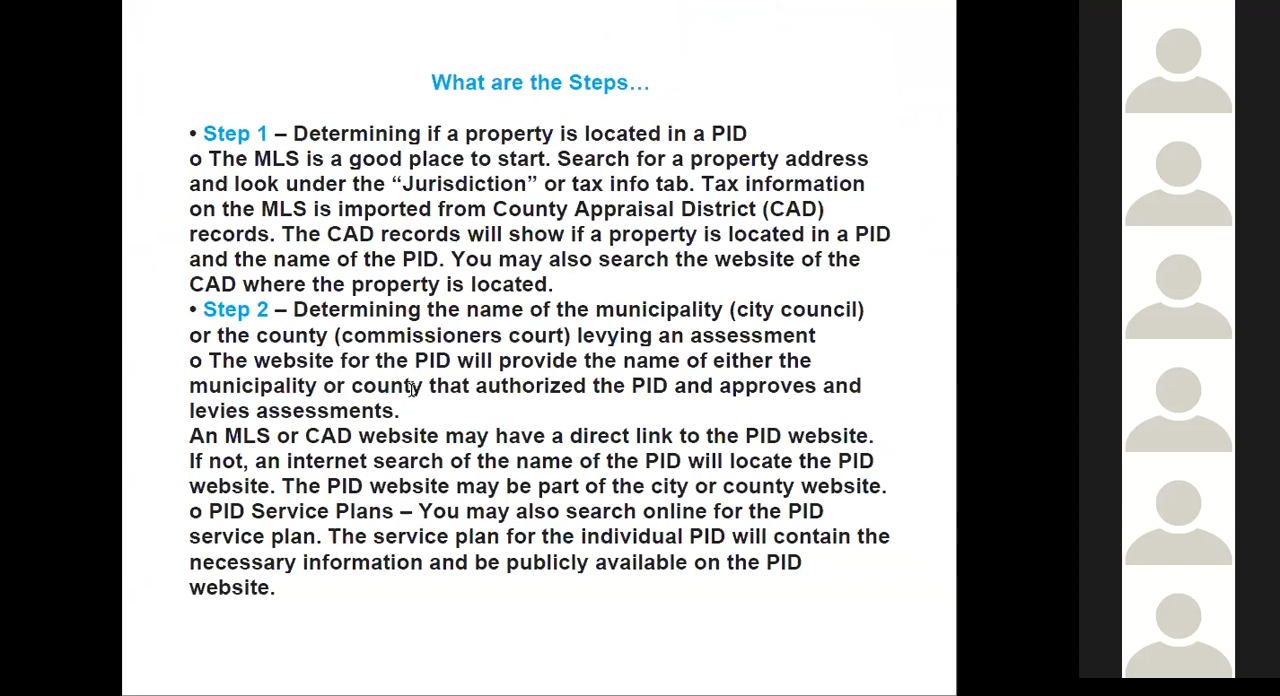 What are the Steps…
• Step 1 – Determining if a property is located in a PID
o The MLS is a good place to start. Search for a property address
and look under the “Jurisdiction” or tax info tab. Tax information
on the MLS is imported from County Appraisal District (CAD)
records. The CAD records will show if a property is located in a PID
and the name of the PID. You may also search the website of the
CAD where the property is located.
• Step 2 – Determining the name of the municipality (city council)
or the county (commissioners court) levying an assessment
o The website for the PID will provide the name of either the
municipality or county that authorized the PID and approves and
levies assessments.
An MLS or CAD website may have a direct link to the PID website.
If not, an internet search of the name of the PID will locate the PID
website. The PID website may be part of the city or county website.
o PID Service Plans – You may also search online for the PID
service plan. The service plan for the individual PID will contain the
necessary information and be publicly available on the PID
website.